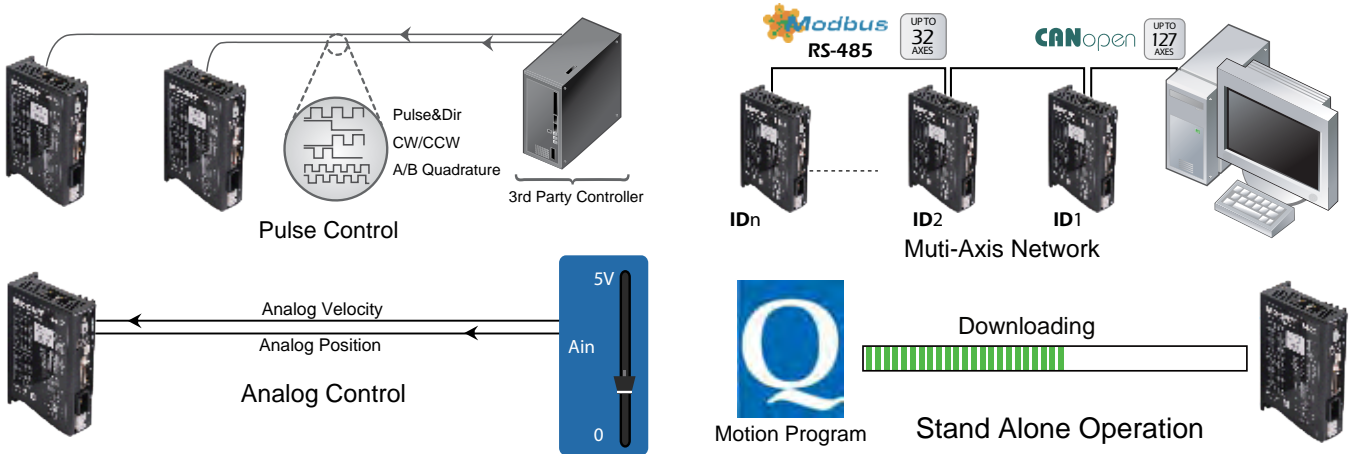 Pulse&Dir
CW/CCW
A/B Quadrature
3rd Party Controller
Pulse Control
Modbus
RS-485
UP TO
32
AXES
CANopen
UP TO
127
AXES
IDn
ID2
ID1
Muti-Axis Network
Analog Velocity
Analog Position
Analog Control
5V
Ain
0
Q
Motion Program
Downloading
Stand Alone Operation